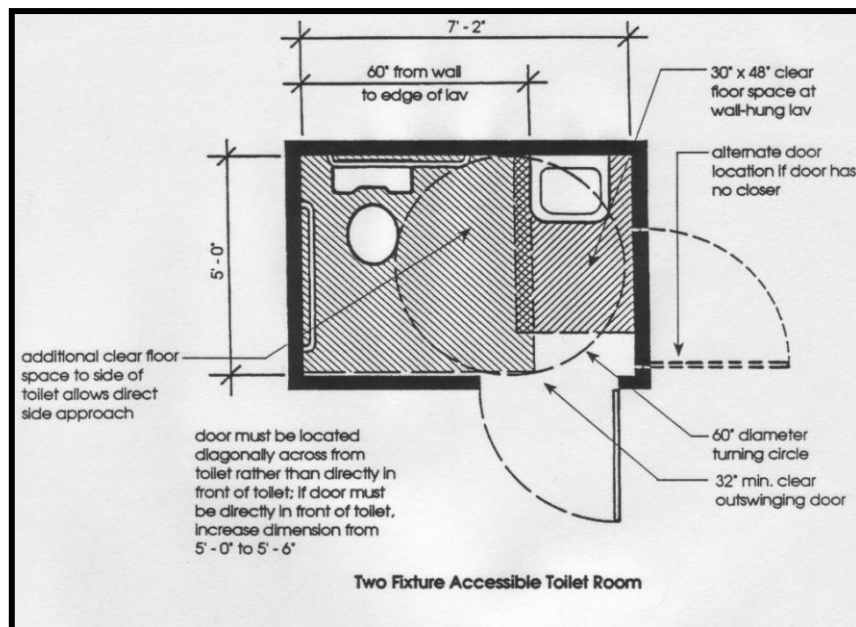 7' - 2"
60" from wall
to edge of lav
30" x 48" clear
floor space at
wall-hung lav
alternate door
location if door has
no closer
5' - 0"
additional clear floor
space to side of
toilet allows direct
side approach
door must be located
diagonally across from
toilet rather than directly in
front of toilet; if door must
be directly in front of toilet,
increase dimension from
5' - 0" to 5' - 6"
60" diameter
turning circle
32" min. clear
outswinging door
Two Fixture Accessible Toilet Room